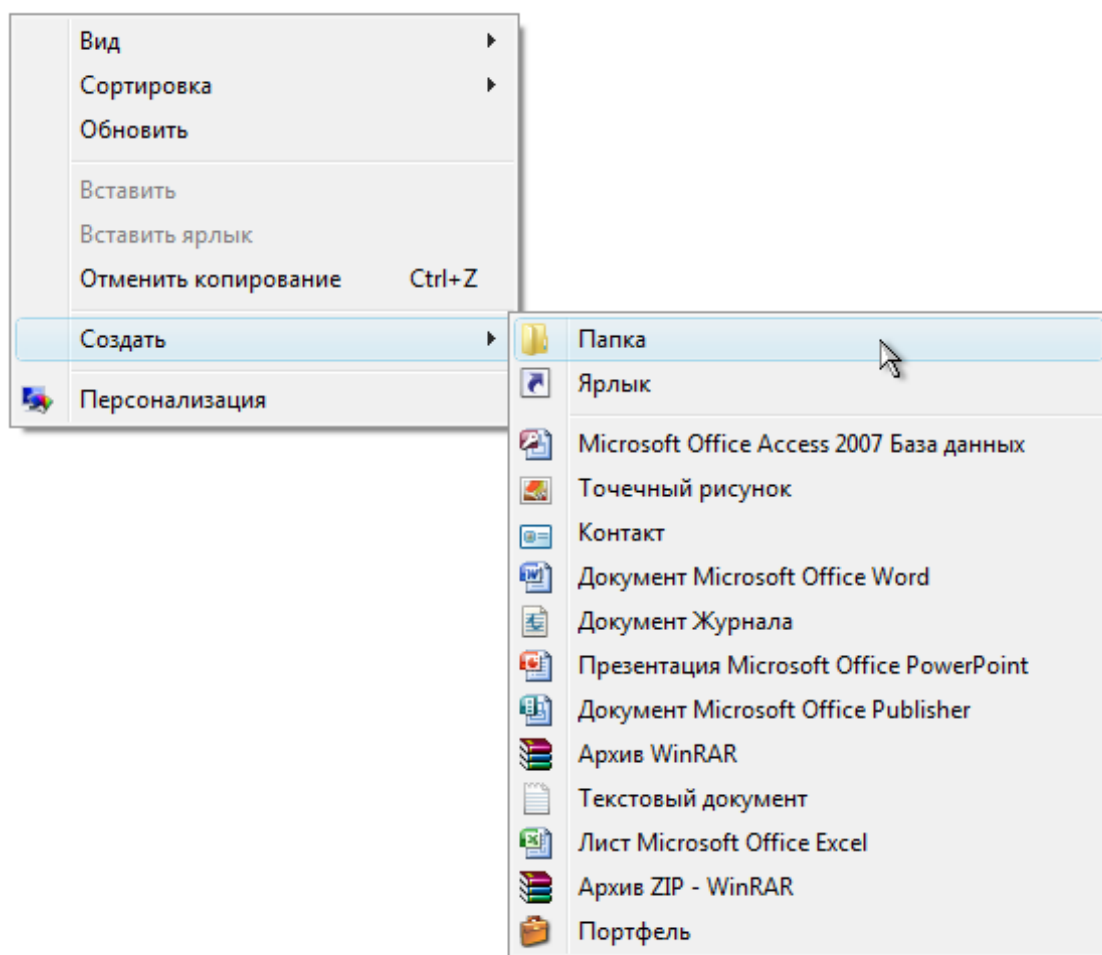 Вид
Сортировка
Обновить
Вставить
Вставить ярлык
Отменить копирование Ctrl+Z
Создать
Персонализация
Папка
Ярлык
Microsoft Office Access 2007 База данных
Точечный рисунок
Контакт
Документ Microsoft Office Word
Документ Журнала
Презентация Microsoft Office PowerPoint
Документ Microsoft Office Publisher
Архив WinRAR
Текстовый документ
Лист Microsoft Office Excel
Архив ZIP - WinRAR
Портфель